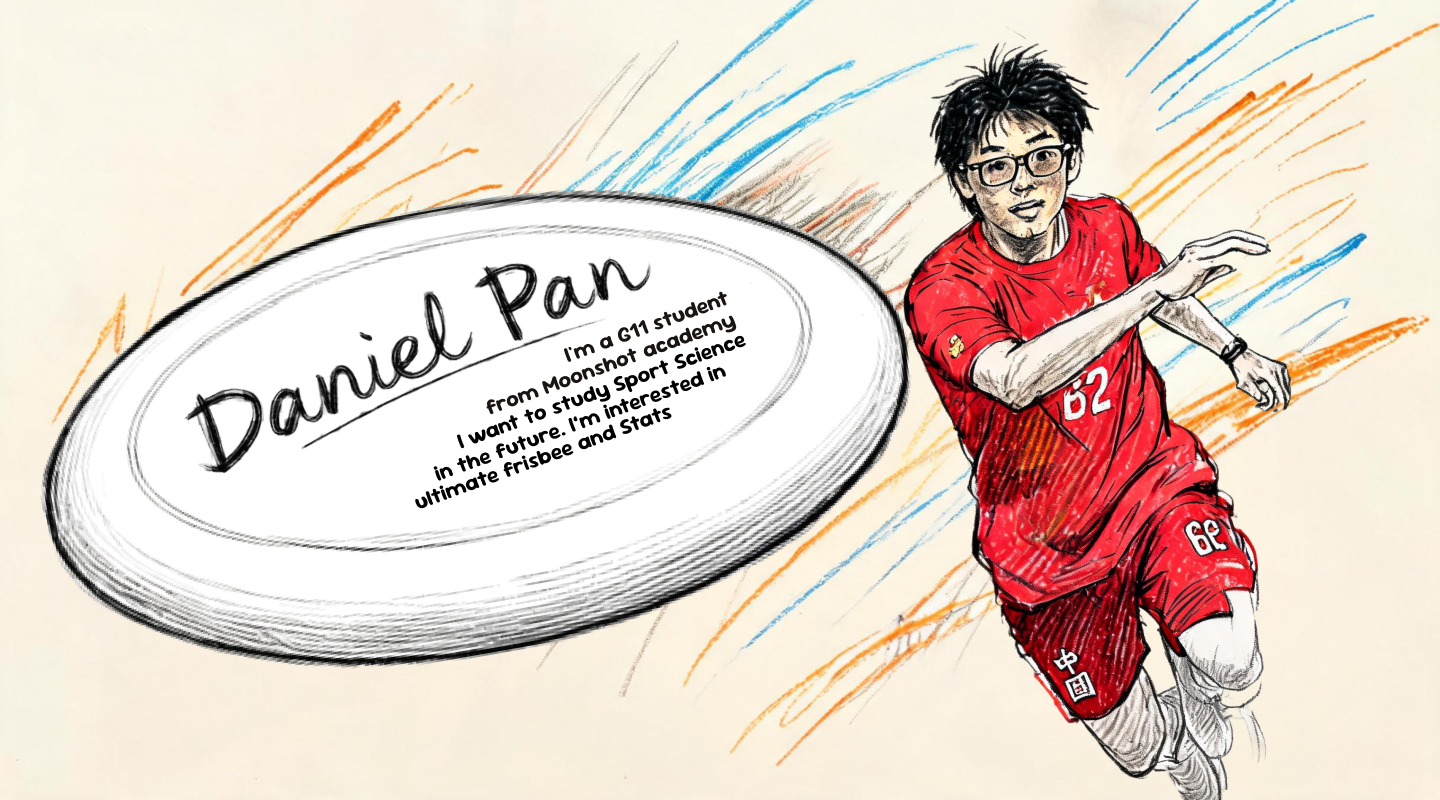 Daniel Pan
I'm a G11 student
from Moonshot academy
I want to study Sport Science
in the future. I'm interested in
ultimate frisbee and Stats
62
中
国